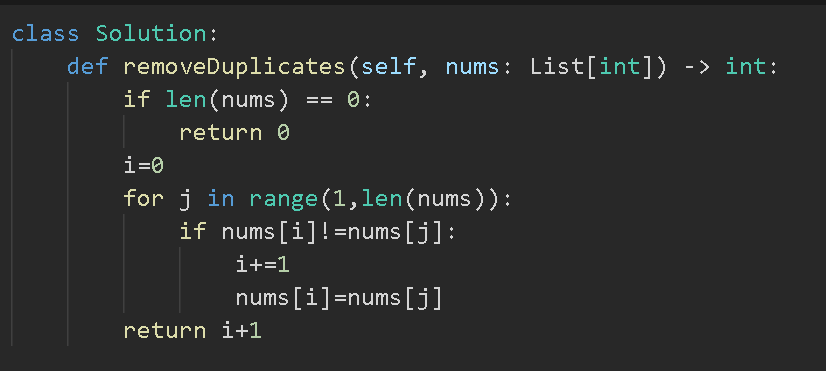 class Solution:
    def removeDuplicates(self, nums: List[int]) -> int:
        if len(nums) == 0:
            return 0
        i=0
        for j in range(1,len(nums)):
            if nums[i]!=nums[j]:
                i+=1
                nums[i]=nums[j]
        return i+1